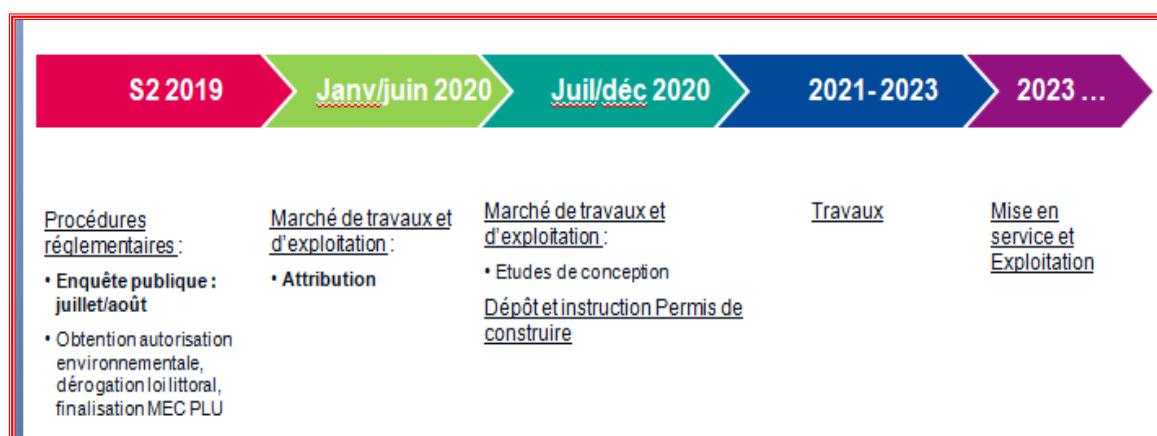 S2 2019
Janv/juin 2020
Juil/déc 2020
2021-2023
2023 ...
Procédures
réglementaires :
• Enquête publique :
juillet/août
• Obtention autorisation
environnementale,
dérogation loi littoral,
finalisation MEC PLU
Marché de travaux et
d'exploitation :
• Attribution
Marché de travaux et
d'exploitation :
• Etudes de conception
Dépôt et instruction Permis de
construire
Travaux
Mise en
service et
Exploitation